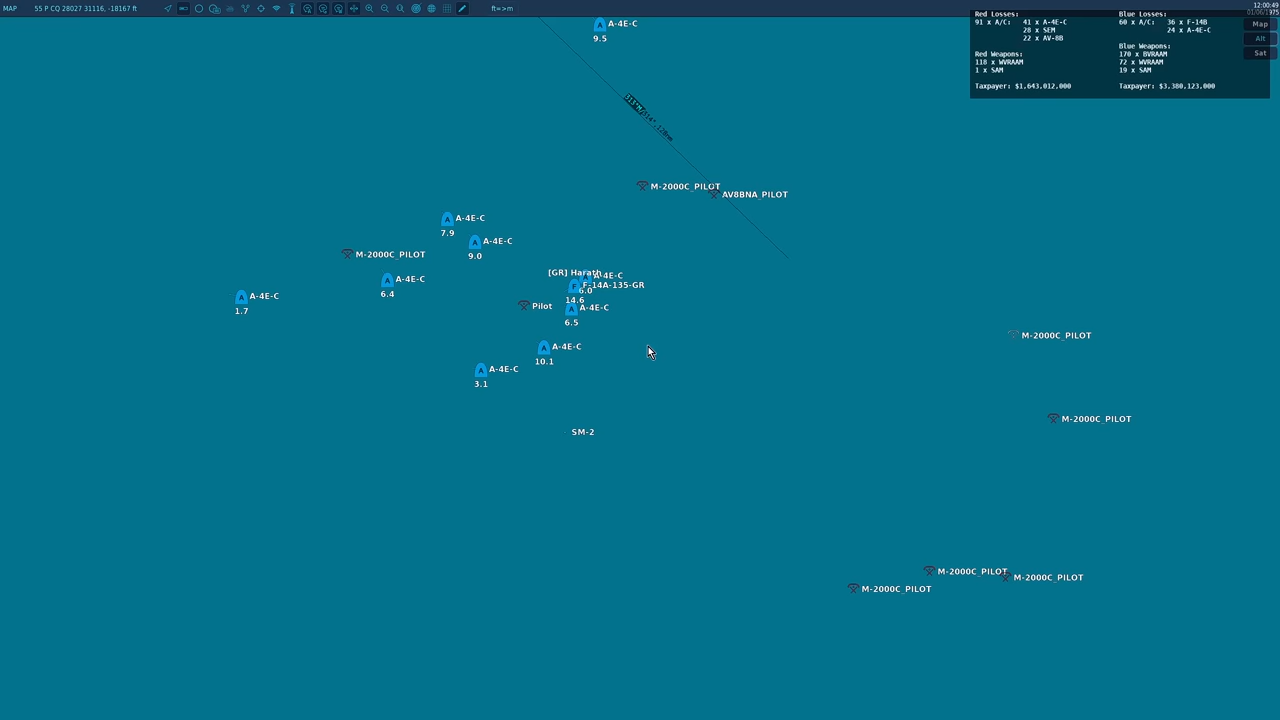 MAP 55 P CQ 28027 31116, -18167 ft ft=>m 12:00:49
Red Losses: Blue Losses:
91 x A/C: 41 x A-4E-C 60 x A/C: 36 x F-14B
28 x SEM 24 x A-4E-C
22 x AV-8B
Blue Weapons:
Red Weapons: 170 x BVRAAM
118 x WVRAAM 72 x WVRAAM
1 x SAM 19 x SAM
Taxpayer: $1,643,012,000 Taxpayer: $3,380,123,000
Map
Alt
Sat
A-4E-C
9.5
M-2000C_PILOT
AV8BNA_PILOT
A-4E-C
7.9
A-4E-C
9.0
M-2000C_PILOT
[GR] Harath
A-4E-C
6.0
F-14A-135-GR
14.6
A-4E-C
6.4
A-4E-C
1.7
Pilot
A-4E-C
6.5
M-2000C_PILOT
A-4E-C
10.1
A-4E-C
3.1
M-2000C_PILOT
SM-2
M-2000C_PILOT
M-2000C_PILOT
M-2000C_PILOT